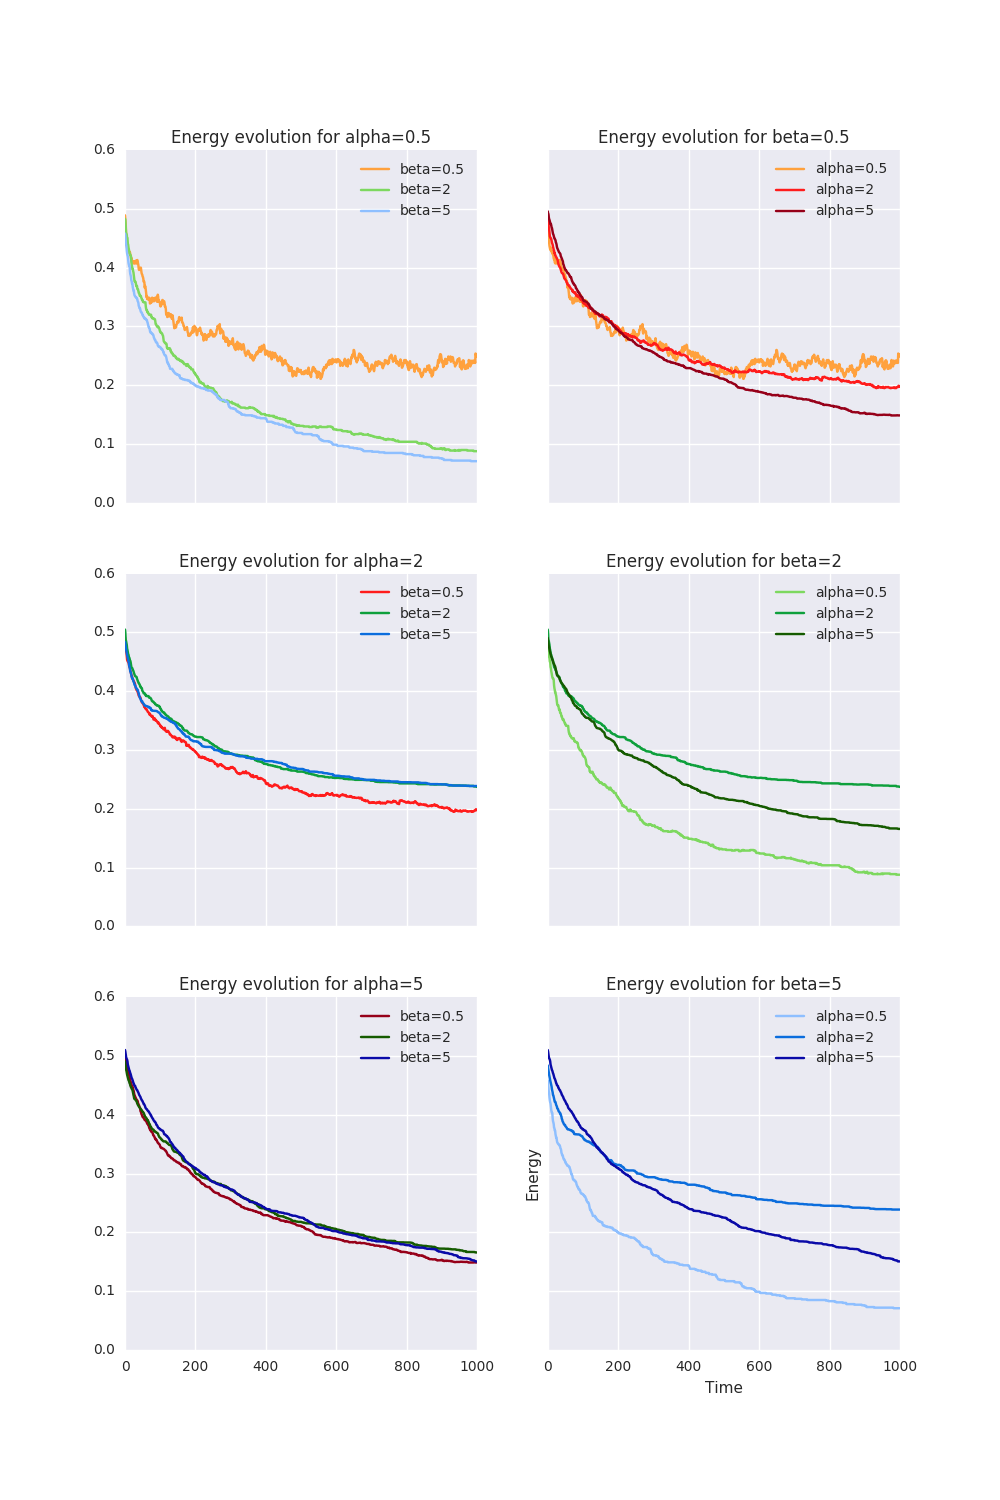 Energy evolution for alpha=0.5
0.6
0.5
0.4
0.3
0.2
0.1
0.0
beta=0.5
beta=2
beta=5
Energy evolution for beta=0.5
alpha=0.5
alpha=2
alpha=5
Energy evolution for alpha=2
0.6
0.5
0.4
0.3
0.2
0.1
0.0
beta=0.5
beta=2
beta=5
Energy evolution for beta=2
alpha=0.5
alpha=2
alpha=5
Energy evolution for alpha=5
0.6
0.5
0.4
0.3
0.2
0.1
0.0
beta=0.5
beta=2
beta=5
0 200 400 600 800 1000
Energy evolution for beta=5
alpha=0.5
alpha=2
alpha=5
Energy
0 200 400 600 800 1000
Time